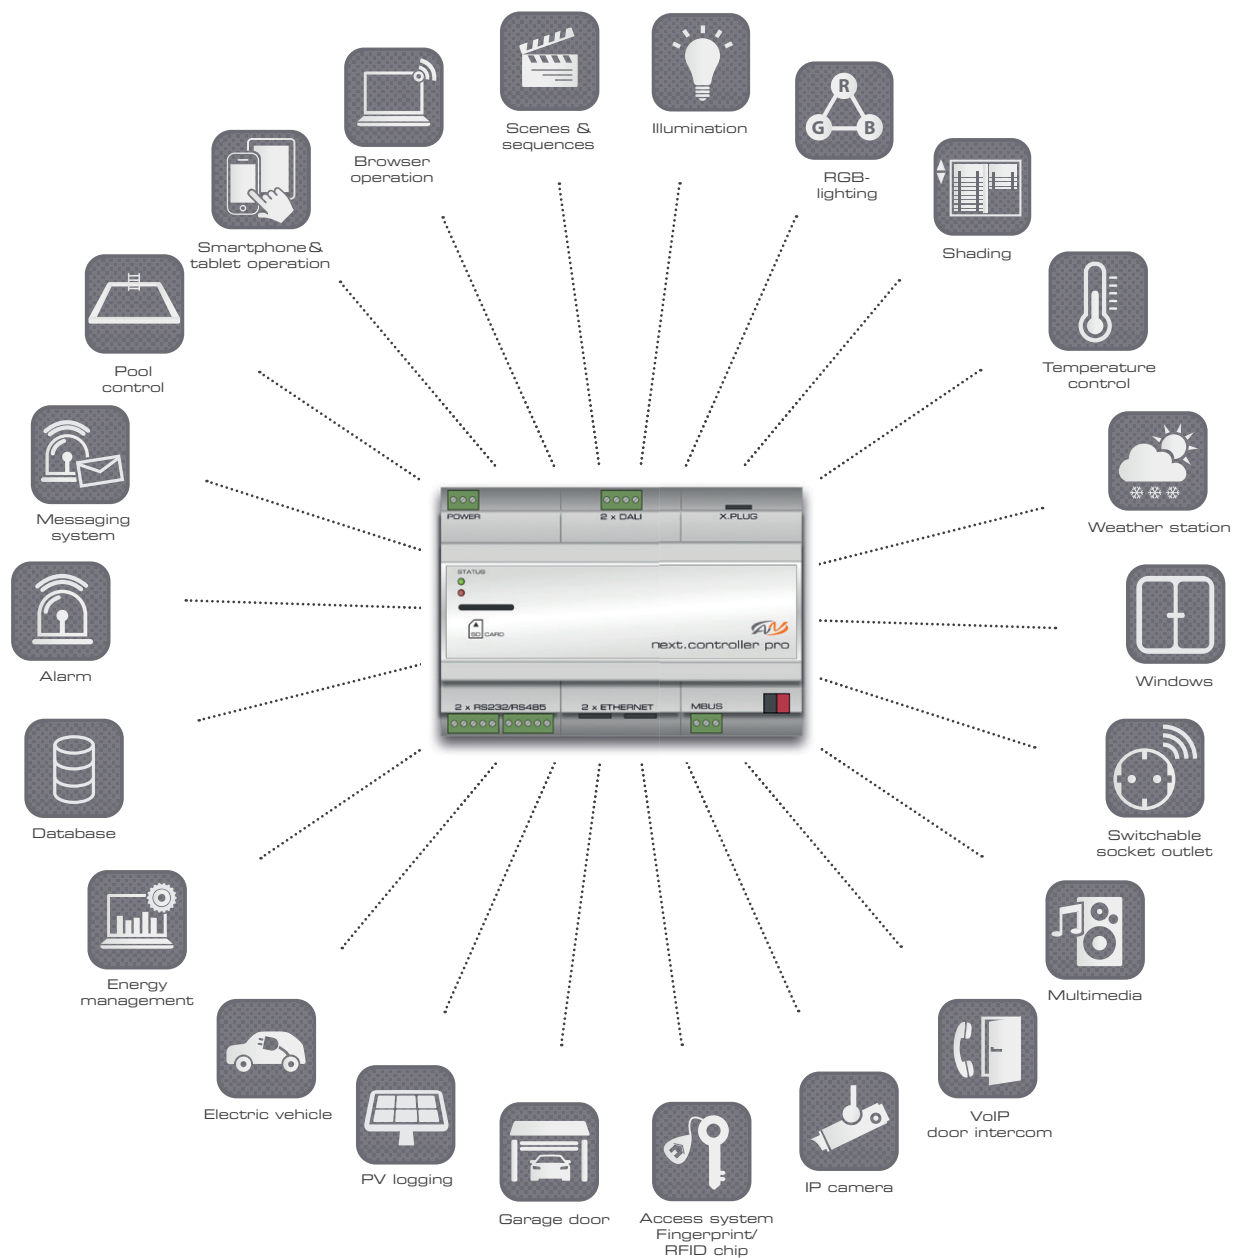 Scenes &
sequences
Illumination
R
G
B
RGB-
lighting
Browser
operation
Shading
Smartphone &
tablet operation
Temperature
control
Pool
control
Weather station
Messaging
system
Windows
Alarm
Switchable
socket outlet
Database
Multimedia
Energy
management
VoIP
door intercom
Electric vehicle
IP camera
PV logging
Access system
Fingerprint/
RFID chip
Garage door
POWER
2 x DALI
X.PLUG
STATUS
SD CARD
next.controller pro
2 x RS232/RS485
2 x ETHERNET
MBUS